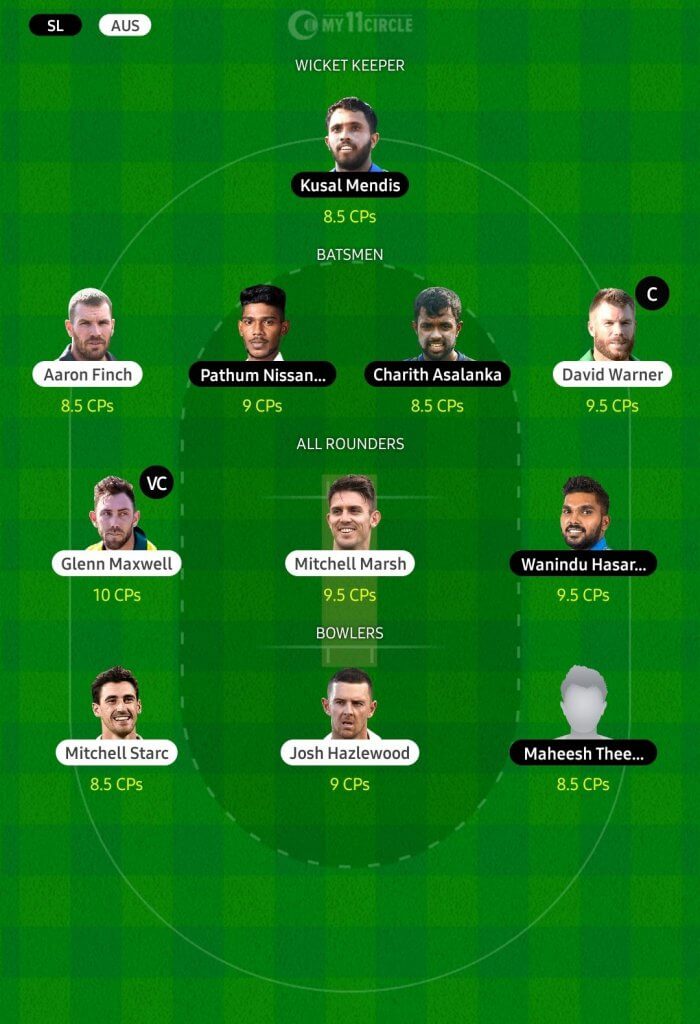 SL AUS MY11CIRCLE
WICKET KEEPER
Kusal Mendis
8.5 CPs
BATSMEN
C
Aaron Finch Pathum Nissan... Charith Asalanka David Warner
8.5 CPs 9 CPs 8.5 CPs 9.5 CPs
ALL ROUNDERS
VC
Glenn Maxwell Mitchell Marsh Wanindu Hasar...
10 CPs 9.5 CPs 9.5 CPs
BOWLERS
Mitchell Starc Josh Hazlewood Maheesh Thee...
8.5 CPs 9 CPs 8.5 CPs